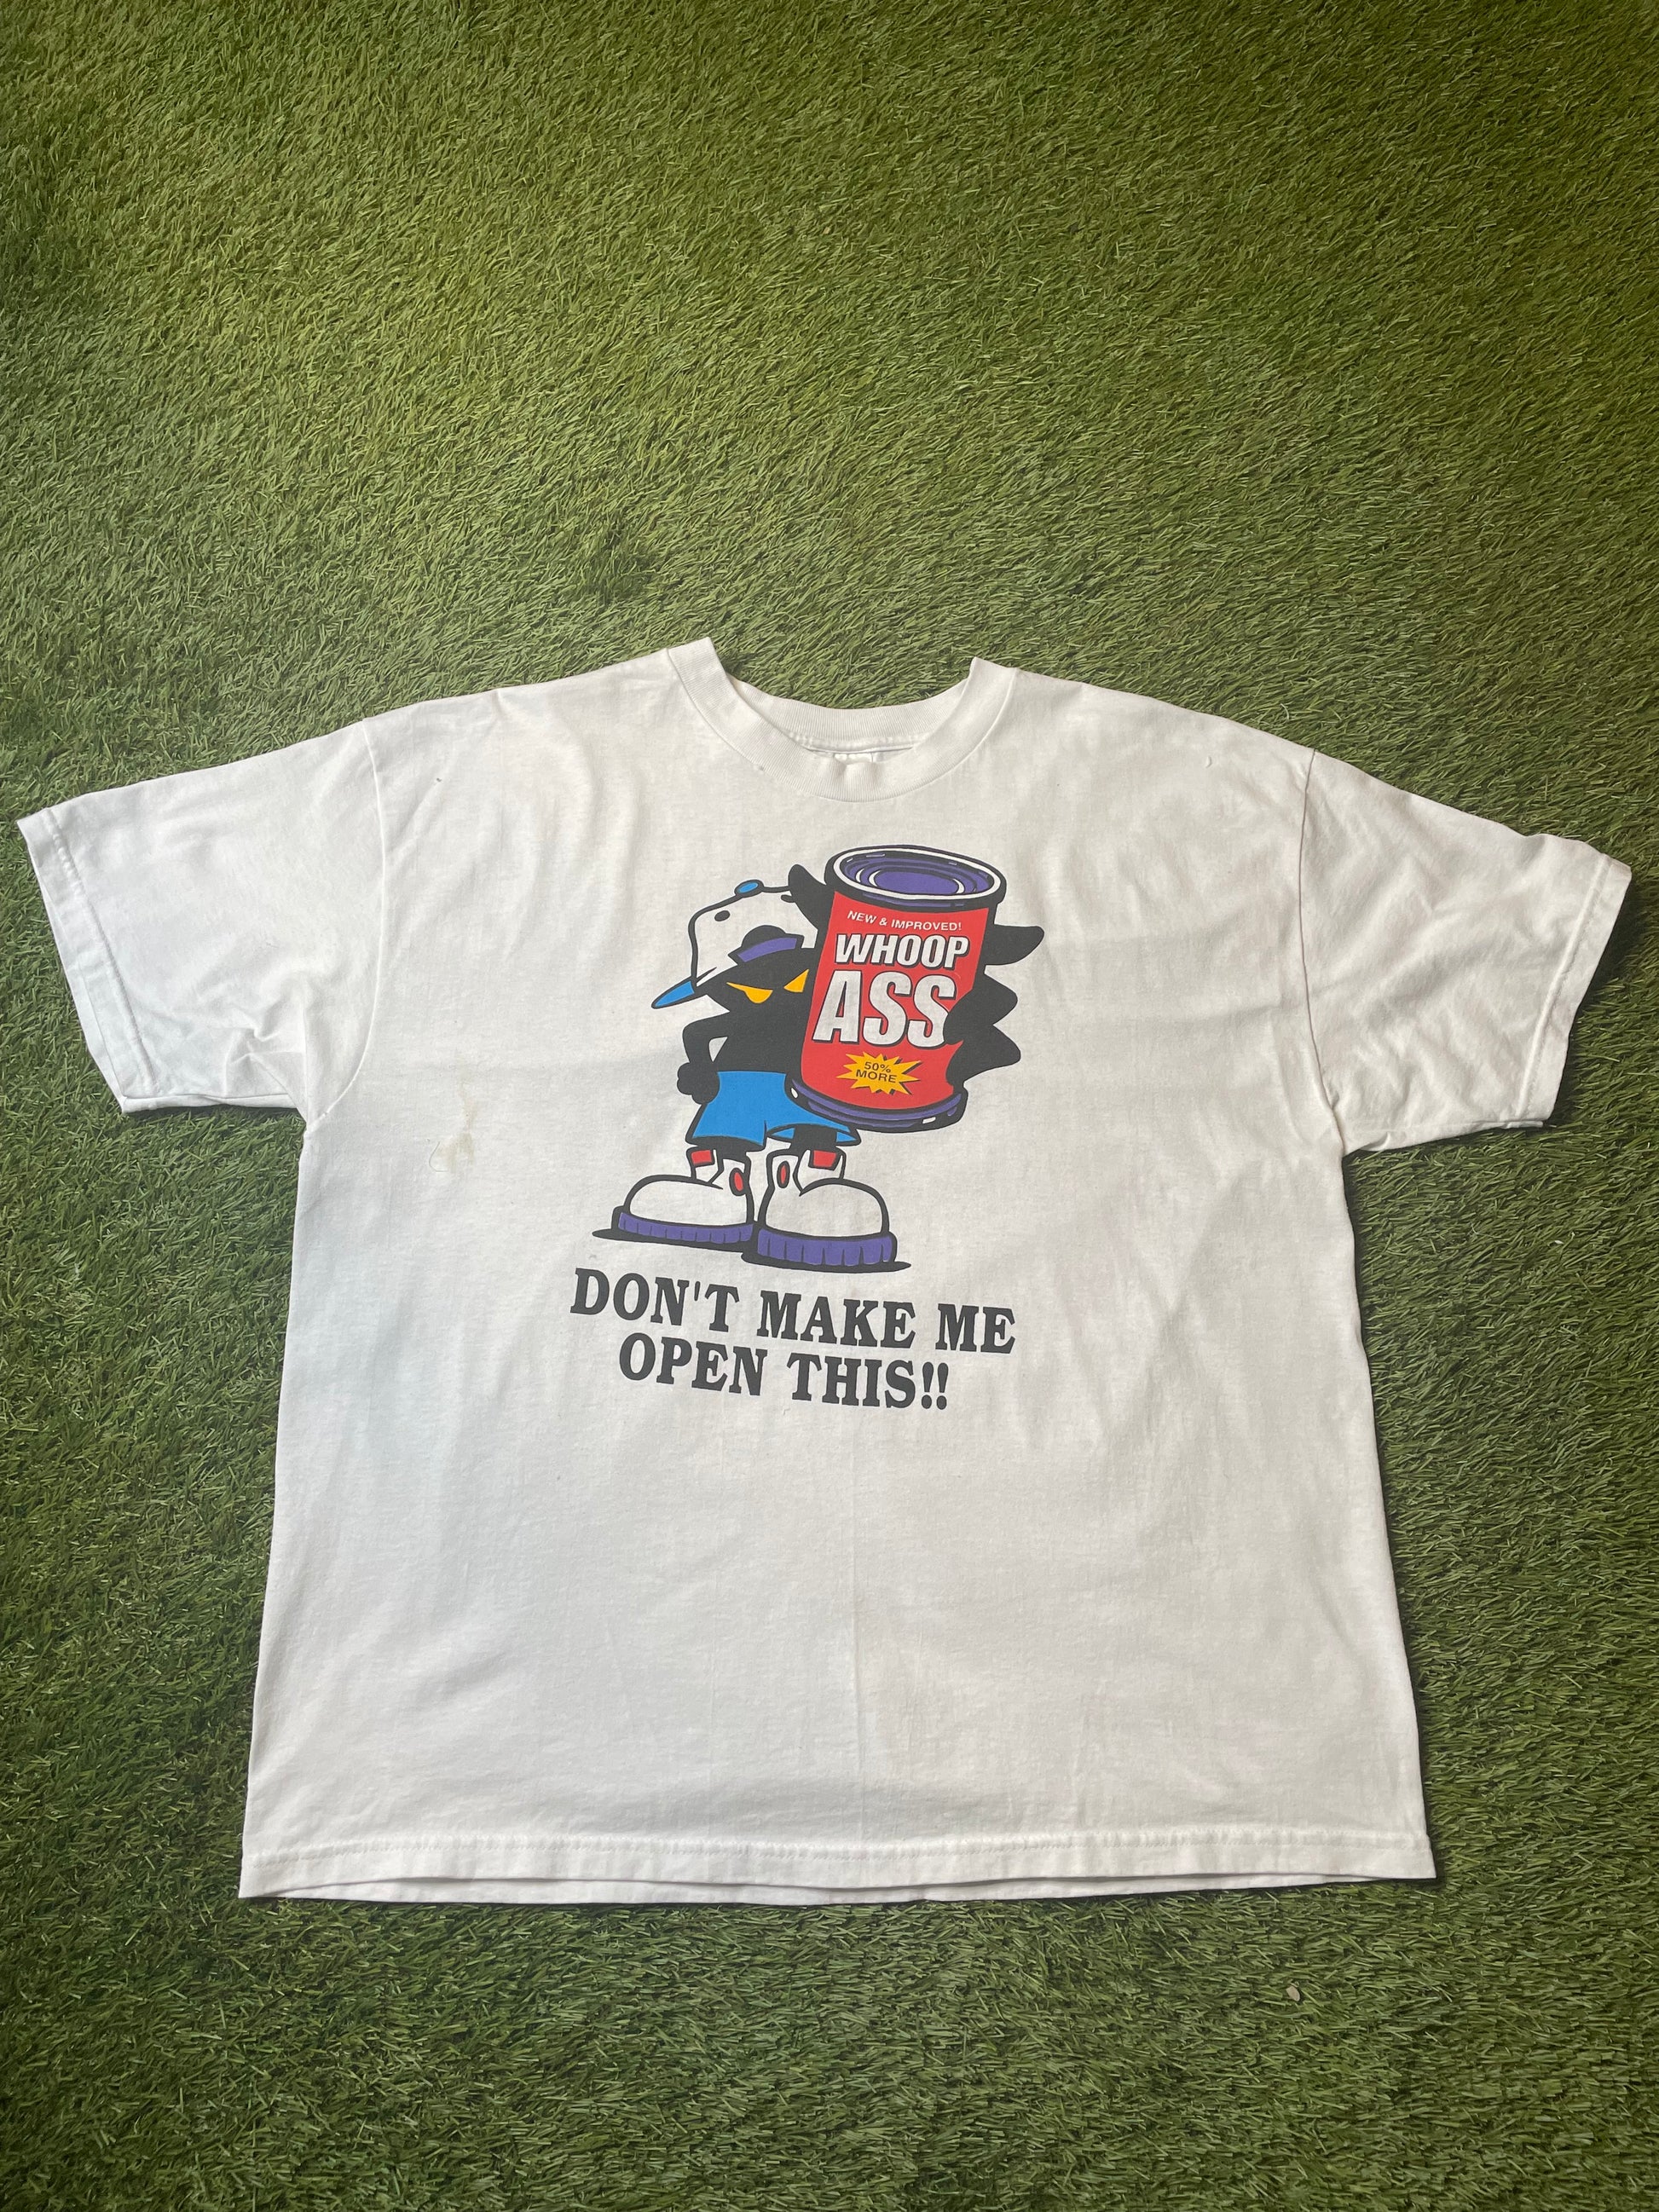 NEW & IMPROVED!
WHOOP
ASS
50%
MORE
DON'T MAKE ME
OPEN THIS!!